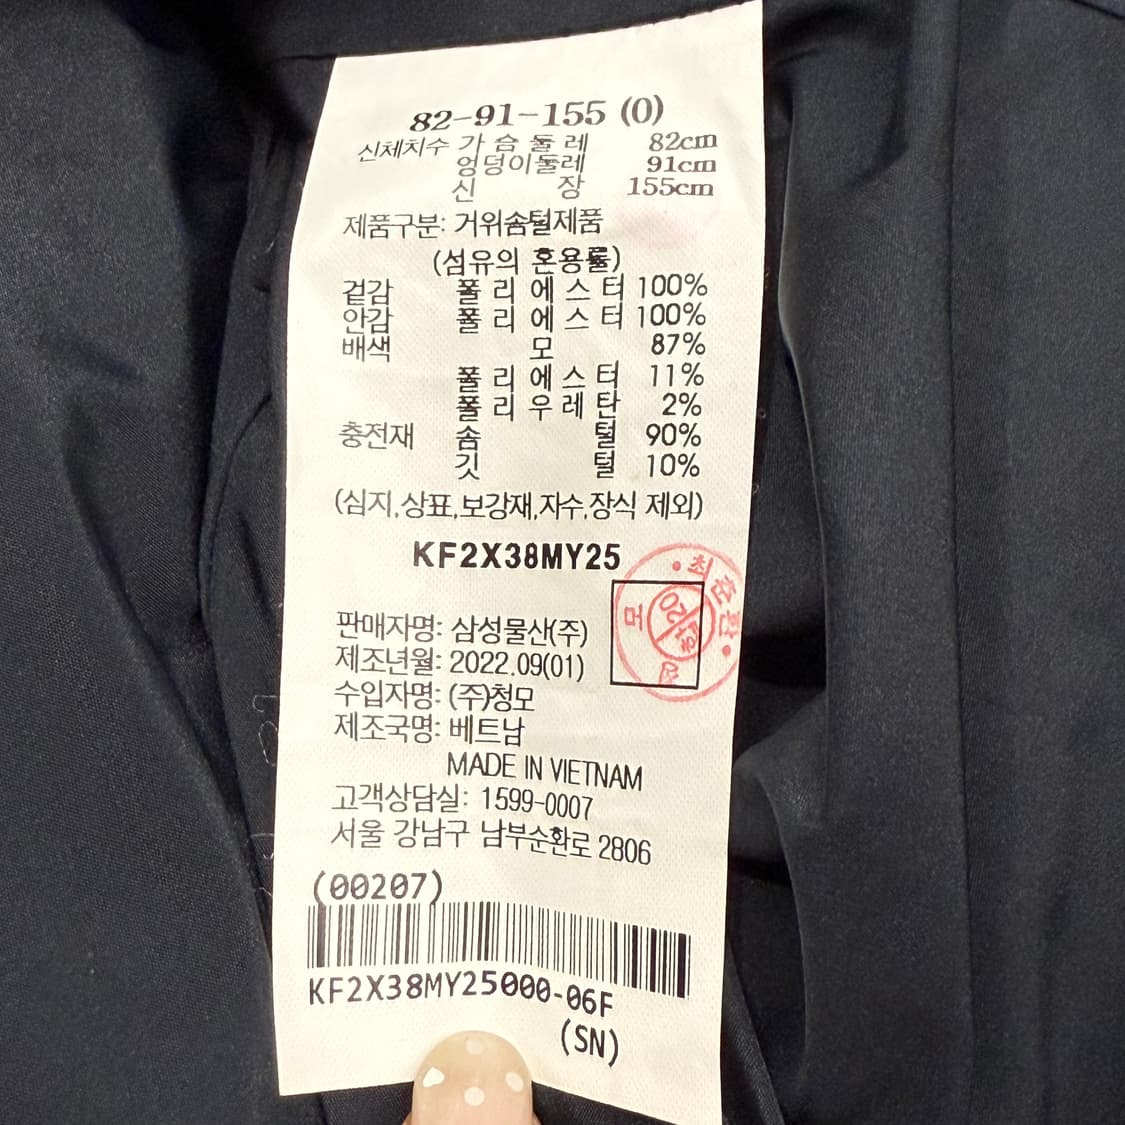 82-91-155 (0)
신체치수 가슴둘레 82cm
엉덩이둘레 91cm
신 장 155cm
제품구분: 거위솜털제품
(섬유의 혼용률)
겉감 폴리에스터 100%
안감 폴리에스터 100%
배색 모 87%
폴리에스터 11%
폴리우레탄 2%
충전재 솜 털 90%
깃 털 10%
(심지,상표,보강재,자수,장식 제외)
KF2X38MY25
판매자명: 삼성물산(주)
제조년월: 2022.09(01)
수입자명: (주)청모
제조국명: 베트남
MADE IN VIETNAM
고객상담실: 1599-0007
서울 강남구 남부순환로 2806
(00207)
KF2X38MY25000-06F
(SN)